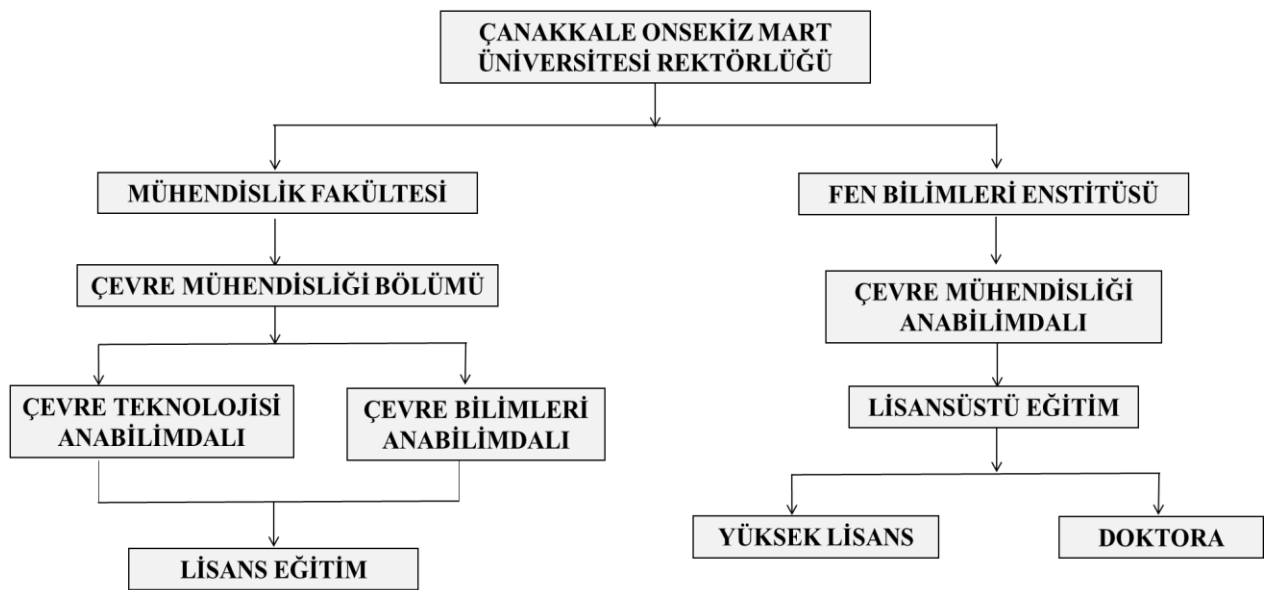 ÇANAKKALE ONSEKİZ MART
ÜNİVERSİTESİ REKTÖRLÜĞÜ
MÜHENDİSLİK FAKÜLTESİ
FEN BİLİMLERİ ENSTİTÜSÜ
ÇEVRE MÜHENDİSLİĞİ BÖLÜMÜ
ÇEVRE MÜHENDİSLİĞİ
ANABİLİMDALI
ÇEVRE TEKNOLOJİSİ
ANABİLİMDALI
ÇEVRE BİLİMLERİ
ANABİLİMDALI
LİSANSÜSTÜ EĞİTİM
YÜKSEK LİSANS
DOKTORA
LİSANS EĞİTİM